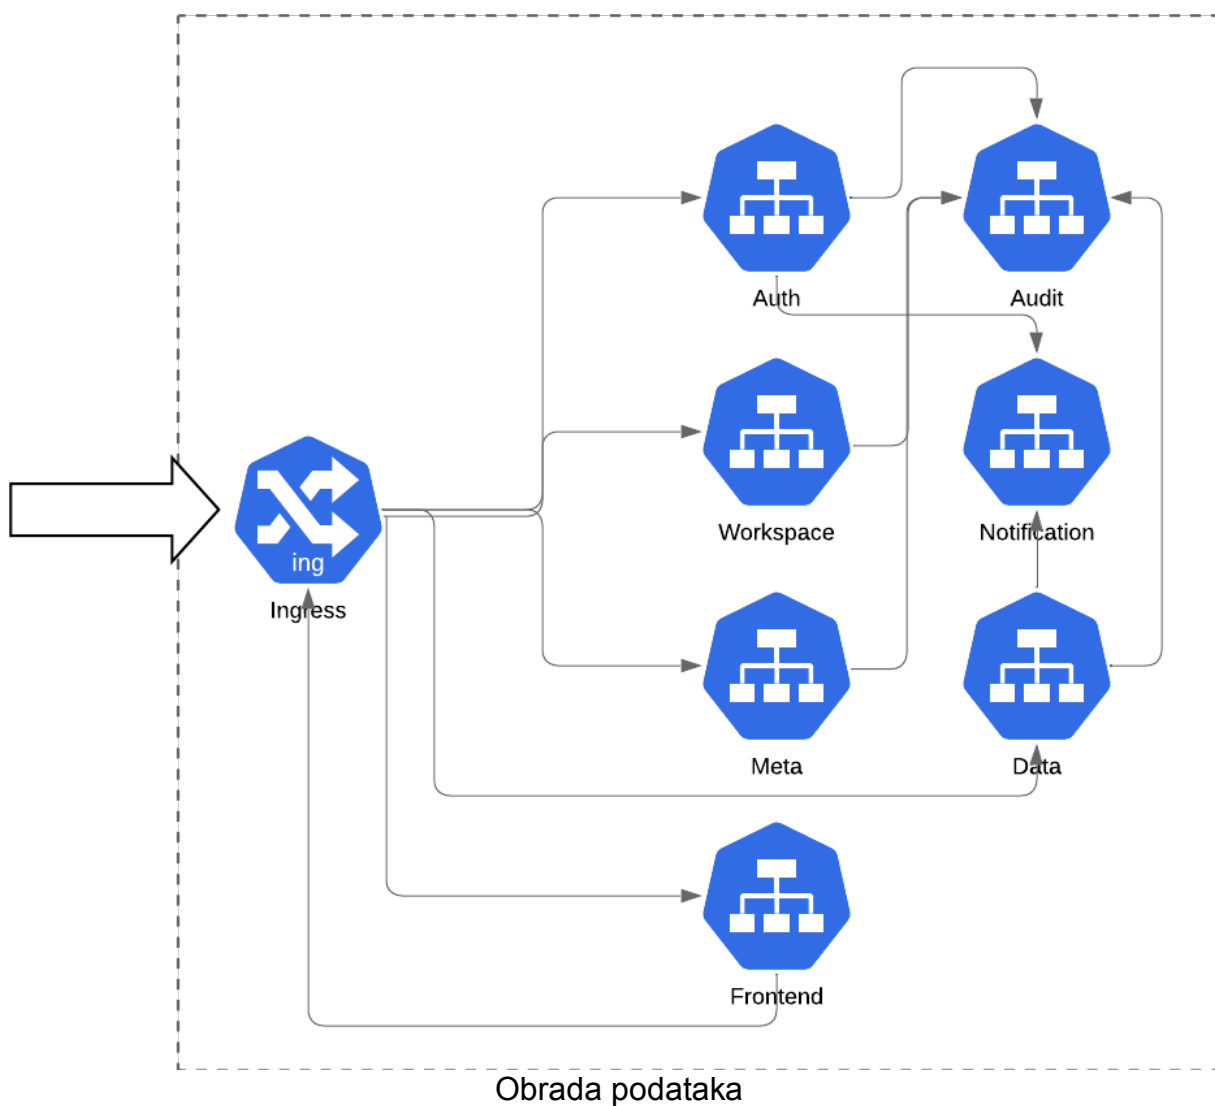 Auth
Audit
Workspace
Notification
ing
Ingress
Meta
Data
Frontend
Obrada podataka